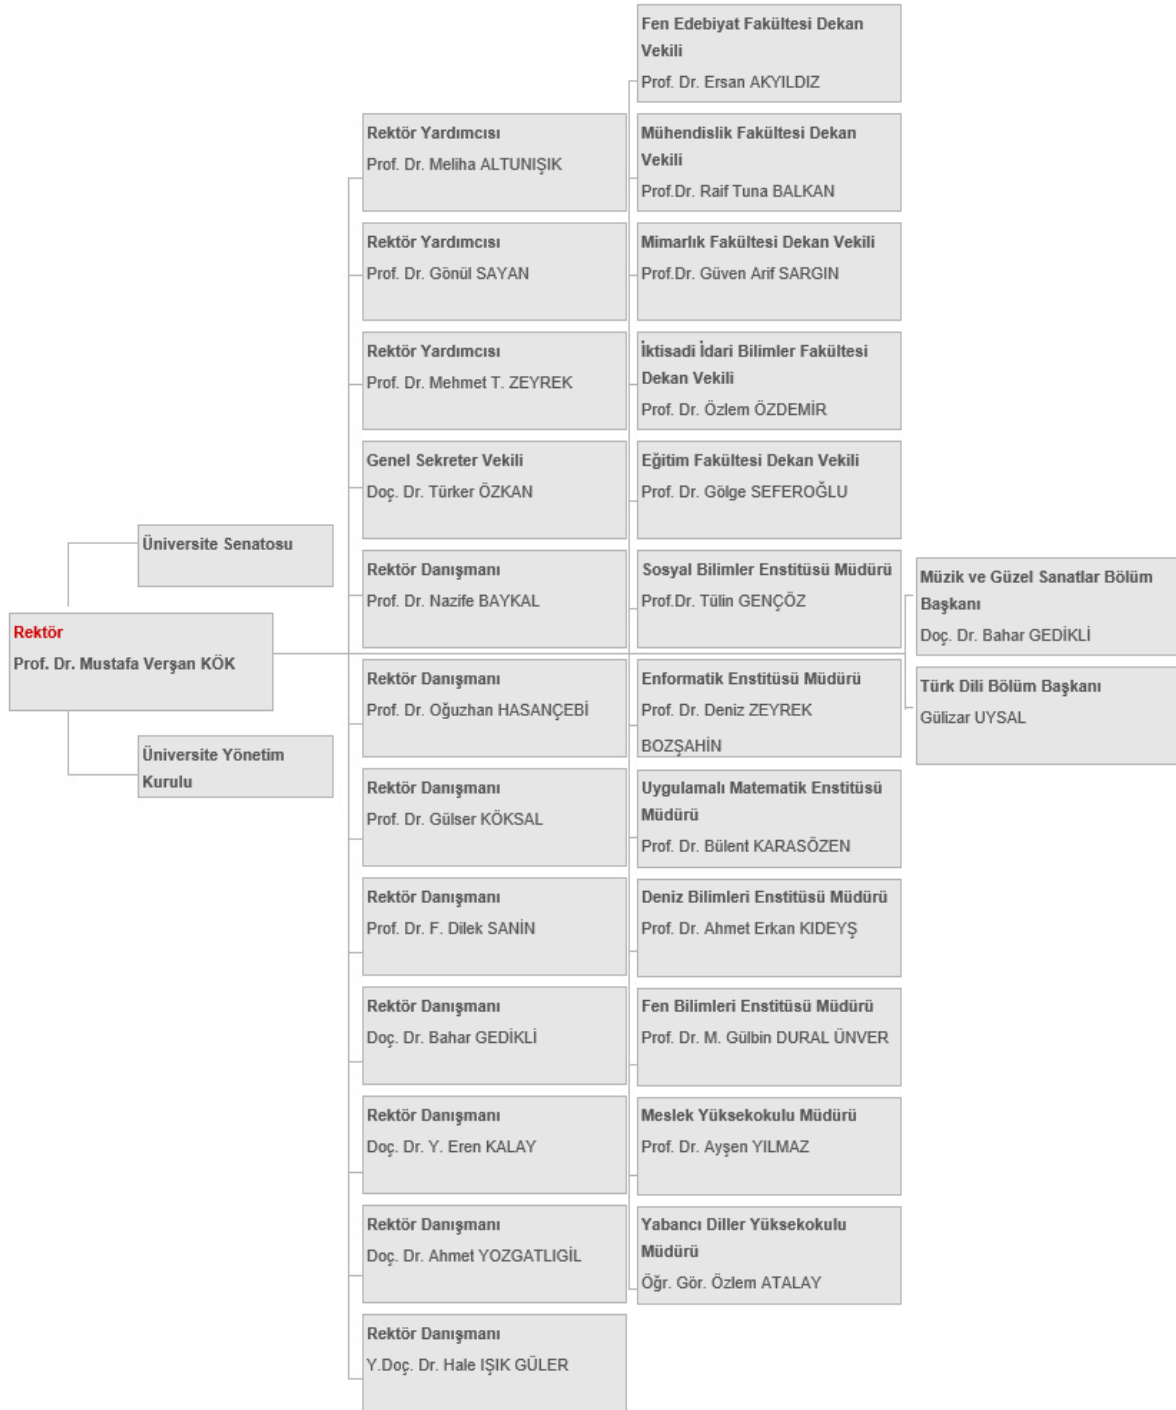 Rektör
Prof. Dr. Mustafa Verşan KÖK
Üniversite Senatosu
Üniversite Yönetim
Kurulu
Rektör Yardımcısı
Prof. Dr. Meliha ALTUNIŞIK
Rektör Yardımcısı
Prof. Dr. Gönül SAYAN
Rektör Yardımcısı
Prof. Dr. Mehmet T. ZEYREK
Genel Sekreter Vekili
Doç. Dr. Türker ÖZKAN
Rektör Danışmanı
Prof. Dr. Nazife BAYKAL
Rektör Danışmanı
Prof. Dr. Oğuzhan HASANÇEBİ
Rektör Danışmanı
Prof. Dr. Gülser KÖKSAL
Rektör Danışmanı
Prof. Dr. F. Dilek SANİN
Rektör Danışmanı
Doç. Dr. Bahar GEDİKLİ
Rektör Danışmanı
Doç. Dr. Y. Eren KALAY
Rektör Danışmanı
Doç. Dr. Ahmet YOZGATLIGİL
Rektör Danışmanı
Y.Doç. Dr. Hale IŞIK GÜLER
Fen Edebiyat Fakültesi Dekan
Vekili
Prof. Dr. Ersan AKYILDIZ
Mühendislik Fakültesi Dekan
Vekili
Prof.Dr. Raif Tuna BALKAN
Mimarlık Fakültesi Dekan Vekili
Prof.Dr. Güven Arif SARGIN
İktisadi İdari Bilimler Fakültesi
Dekan Vekili
Prof. Dr. Özlem ÖZDEMİR
Eğitim Fakültesi Dekan Vekili
Prof. Dr. Gölge SEFEROĞLU
Sosyal Bilimler Enstitüsü Müdürü
Prof.Dr. Tülin GENÇÖZ
Enformatik Enstitüsü Müdürü
Prof. Dr. Deniz ZEYREK
BOZŞAHİN
Uygulamalı Matematik Enstitüsü
Müdürü
Prof. Dr. Bülent KARASÖZEN
Deniz Bilimleri Enstitüsü Müdürü
Prof. Dr. Ahmet Erkan KIDEYŞ
Fen Bilimleri Enstitüsü Müdürü
Prof. Dr. M. Gülbin DURAL ÜNVER
Meslek Yüksekokulu Müdürü
Prof. Dr. Ayşen YILMAZ
Yabancı Diller Yüksekokulu
Müdürü
Öğr. Gör. Özlem ATALAY
Müzik ve Güzel Sanatlar Bölüm
Başkanı
Doç. Dr. Bahar GEDİKLİ
Türk Dili Bölüm Başkanı
Gülizar UYSAL